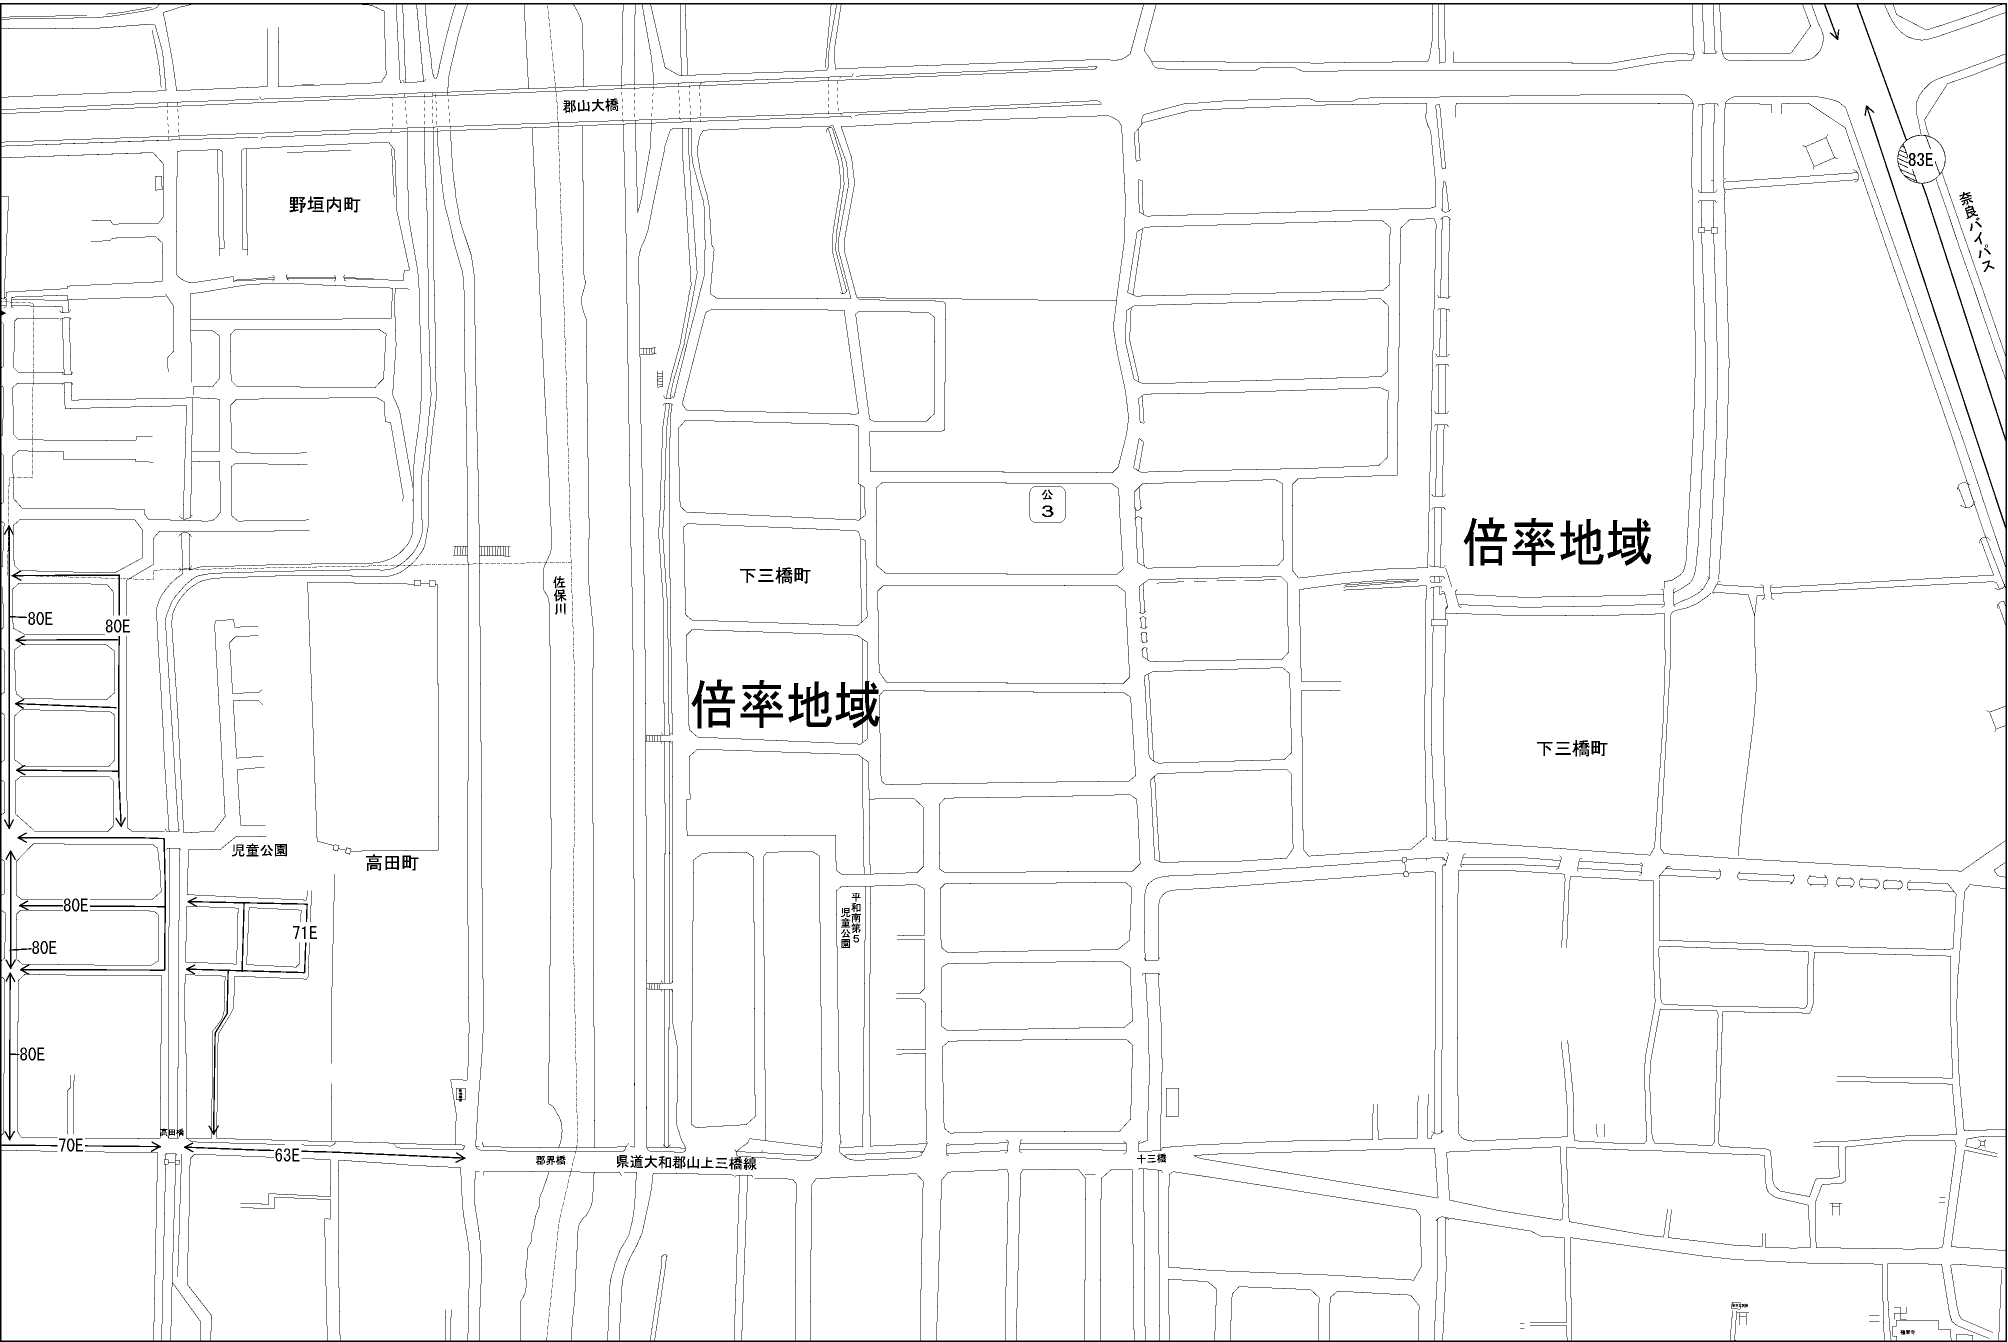 郡山大橋
83E
奈良バイパス
野垣内町
公
3
倍率地域
下三橋町
佐保川
80E
80E
倍率地域
下三橋町
児童公園
高田町
80E
71E
80E
平和南第5
児童公園
80E
高田橋
70E
63E
郡界橋
県道大和郡山上三橋線
十三橋